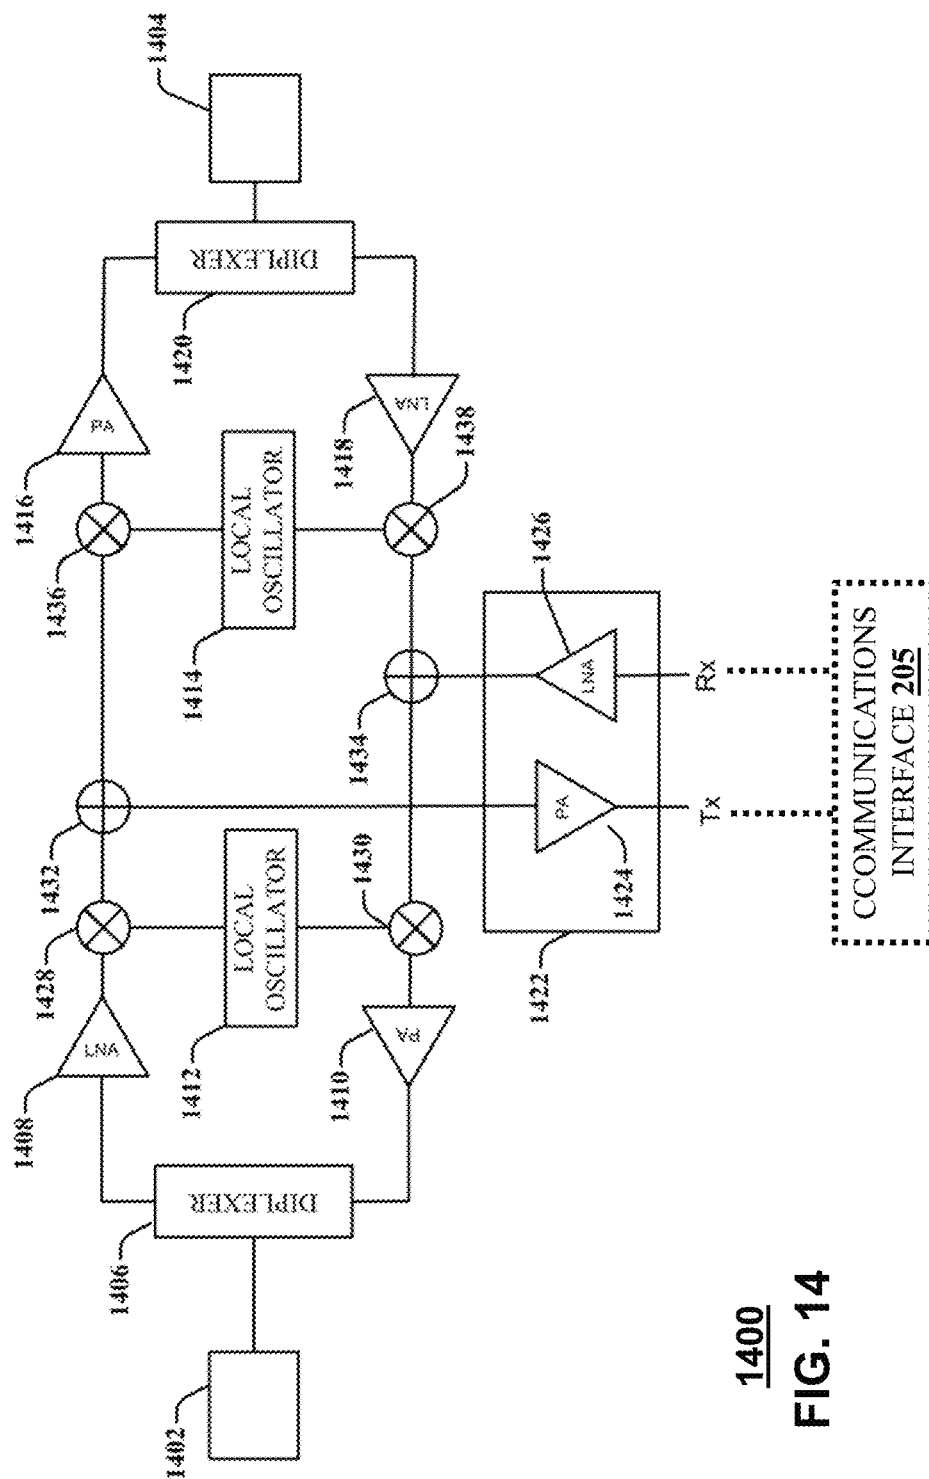 1404
DIPLEXER
1420
1416
PA
LNA
1418
1438
1436
LOCAL
OSCILLATOR
1414
1426
LNA
Rx
1434
1432
PA
Tx
1424
1422
CCOMMUNICATIONS
INTERFACE 205
1428
LOCAL
OSCILLATOR
1412
1430
LNA
1408
PA
1410
DIPLEXER
1406
1402
1400
FIG. 14